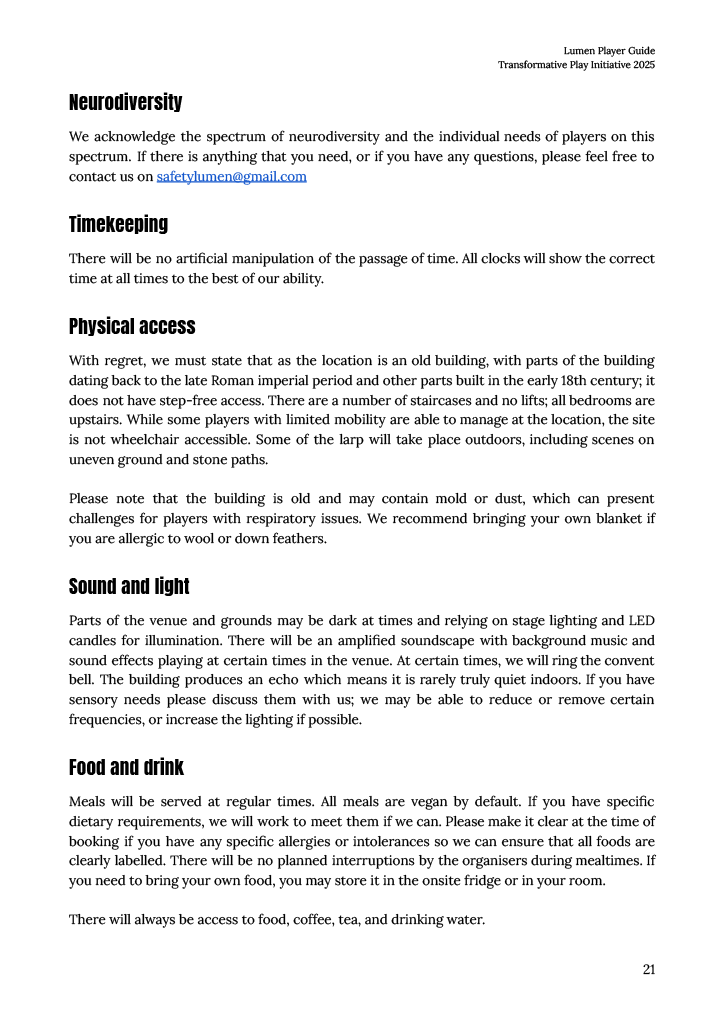 Lumen Player Guide
Transformative Play Initiative 2025
Neurodiversity
We acknowledge the spectrum of neurodiversity and the individual needs of players on this
spectrum. If there is anything that you need, or if you have any questions, please feel free to
contact us on safetylumen@gmail.com
Timekeeping
There will be no artificial manipulation of the passage of time. All clocks will show the correct
time at all times to the best of our ability.
Physical access
With regret, we must state that as the location is an old building, with parts of the building
dating back to the late Roman imperial period and other parts built in the early 18th century; it
does not have step-free access. There are a number of staircases and no lifts; all bedrooms are
upstairs. While some players with limited mobility are able to manage at the location, the site
is not wheelchair accessible. Some of the larp will take place outdoors, including scenes on
uneven ground and stone paths.
Please note that the building is old and may contain mold or dust, which can present
challenges for players with respiratory issues. We recommend bringing your own blanket if
you are allergic to wool or down feathers.
Sound and light
Parts of the venue and grounds may be dark at times and relying on stage lighting and LED
candles for illumination. There will be an amplified soundscape with background music and
sound effects playing at certain times in the venue. At certain times, we will ring the convent
bell. The building produces an echo which means it is rarely truly quiet indoors. If you have
sensory needs please discuss them with us; we may be able to reduce or remove certain
frequencies, or increase the lighting if possible.
Food and drink
Meals will be served at regular times. All meals are vegan by default. If you have specific
dietary requirements, we will work to meet them if we can. Please make it clear at the time of
booking if you have any specific allergies or intolerances so we can ensure that all foods are
clearly labelled. There will be no planned interruptions by the organisers during mealtimes. If
you need to bring your own food, you may store it in the onsite fridge or in your room.
There will always be access to food, coffee, tea, and drinking water.
21